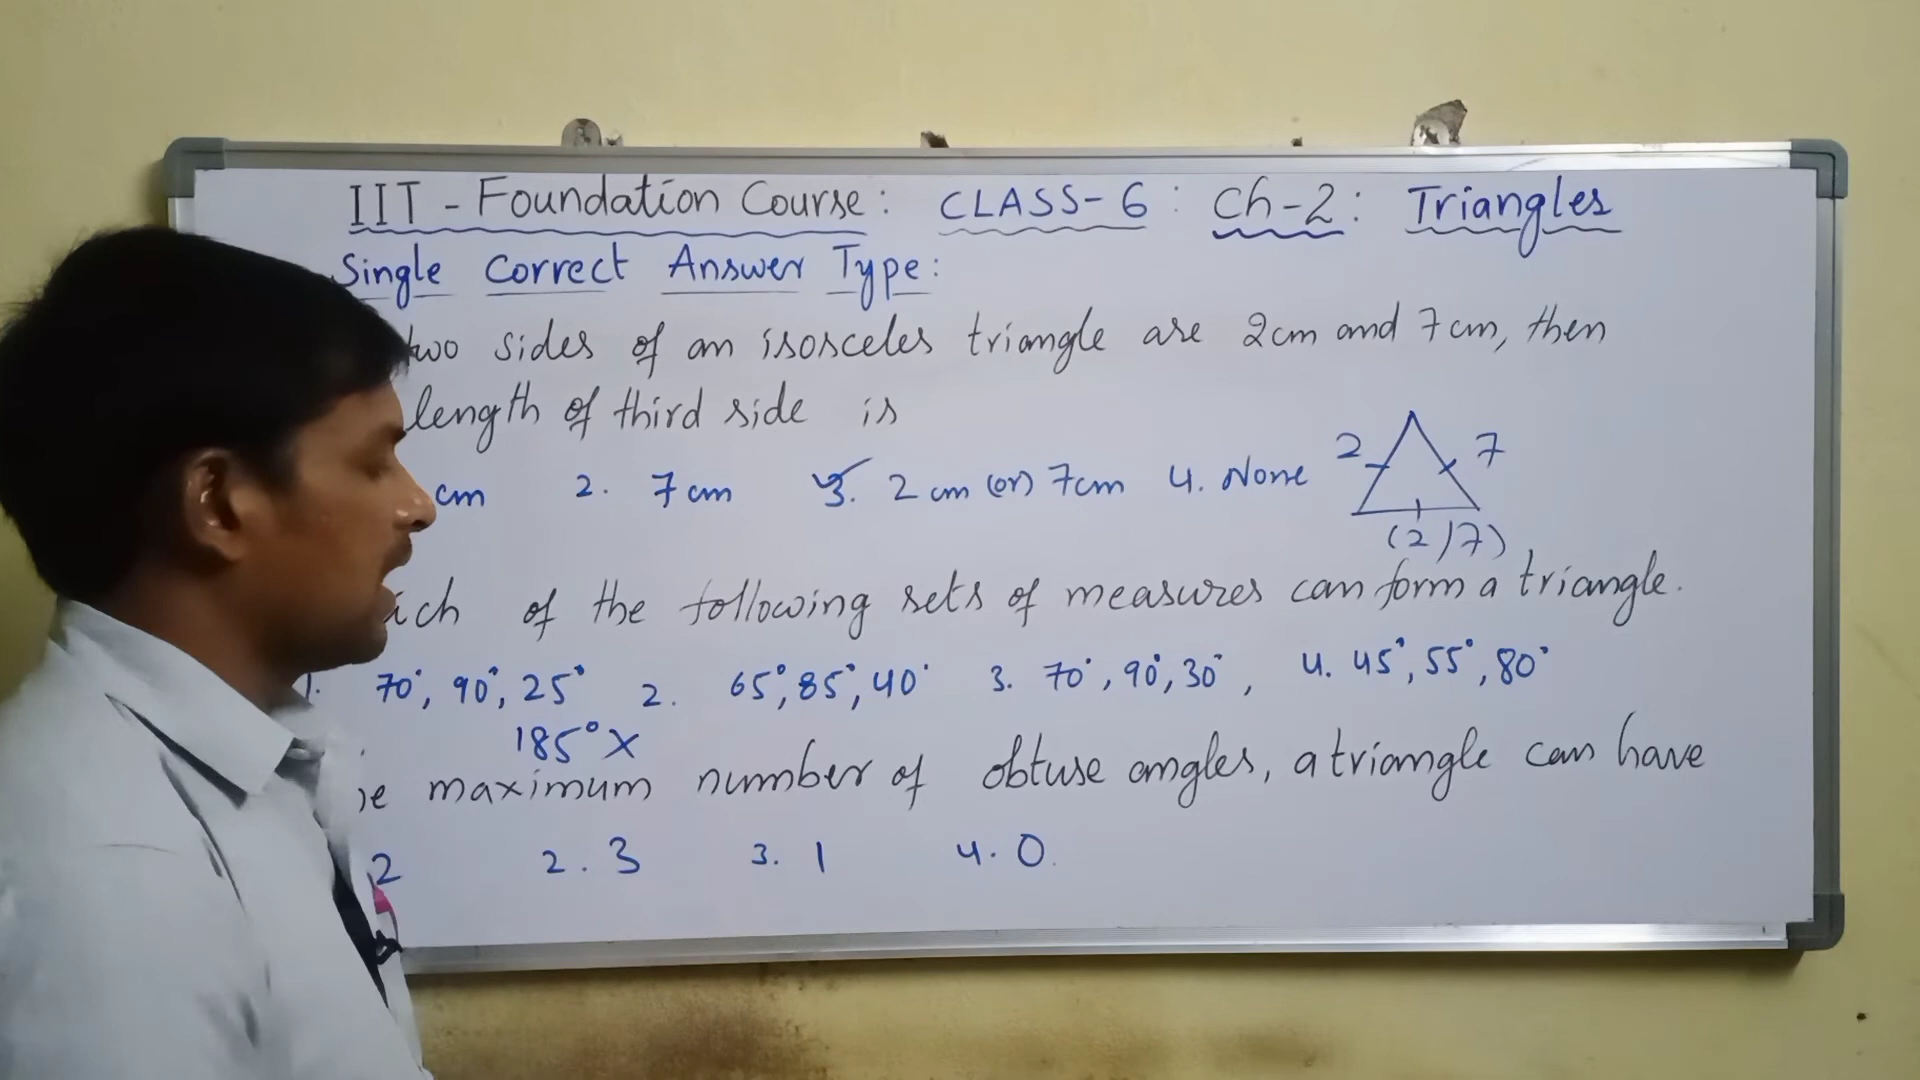 IIT - Foundation Course : CLASS- 6 : Ch-2 : Triangles
Single Correct Answer Type :
two sides of an isosceles triangle are 2cm and 7cm, then
length of third side is
cm 2. 7 cm 3. 2 cm (or) 7cm 4. None
2 7
(2/7)
of the following sets of measures can form a triangle.
1. 70°, 90°, 25° 2. 65°, 85°, 40° 3. 70°, 90°, 30°, 4. 45°, 55°, 80°
185° X
maximum number of obtuse angles, a triangle can have
2 2. 3 3. 1 4. 0